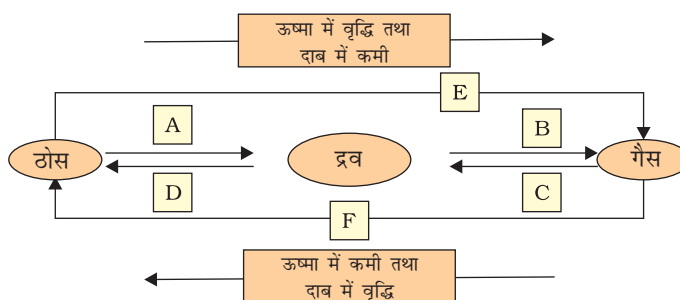 ऊष्मा में वृद्धि तथा
दाब में कमी
E
A
B
ठोस
द्रव
गैस
D
C
F
ऊष्मा में कमी तथा
दाब में वृद्धि